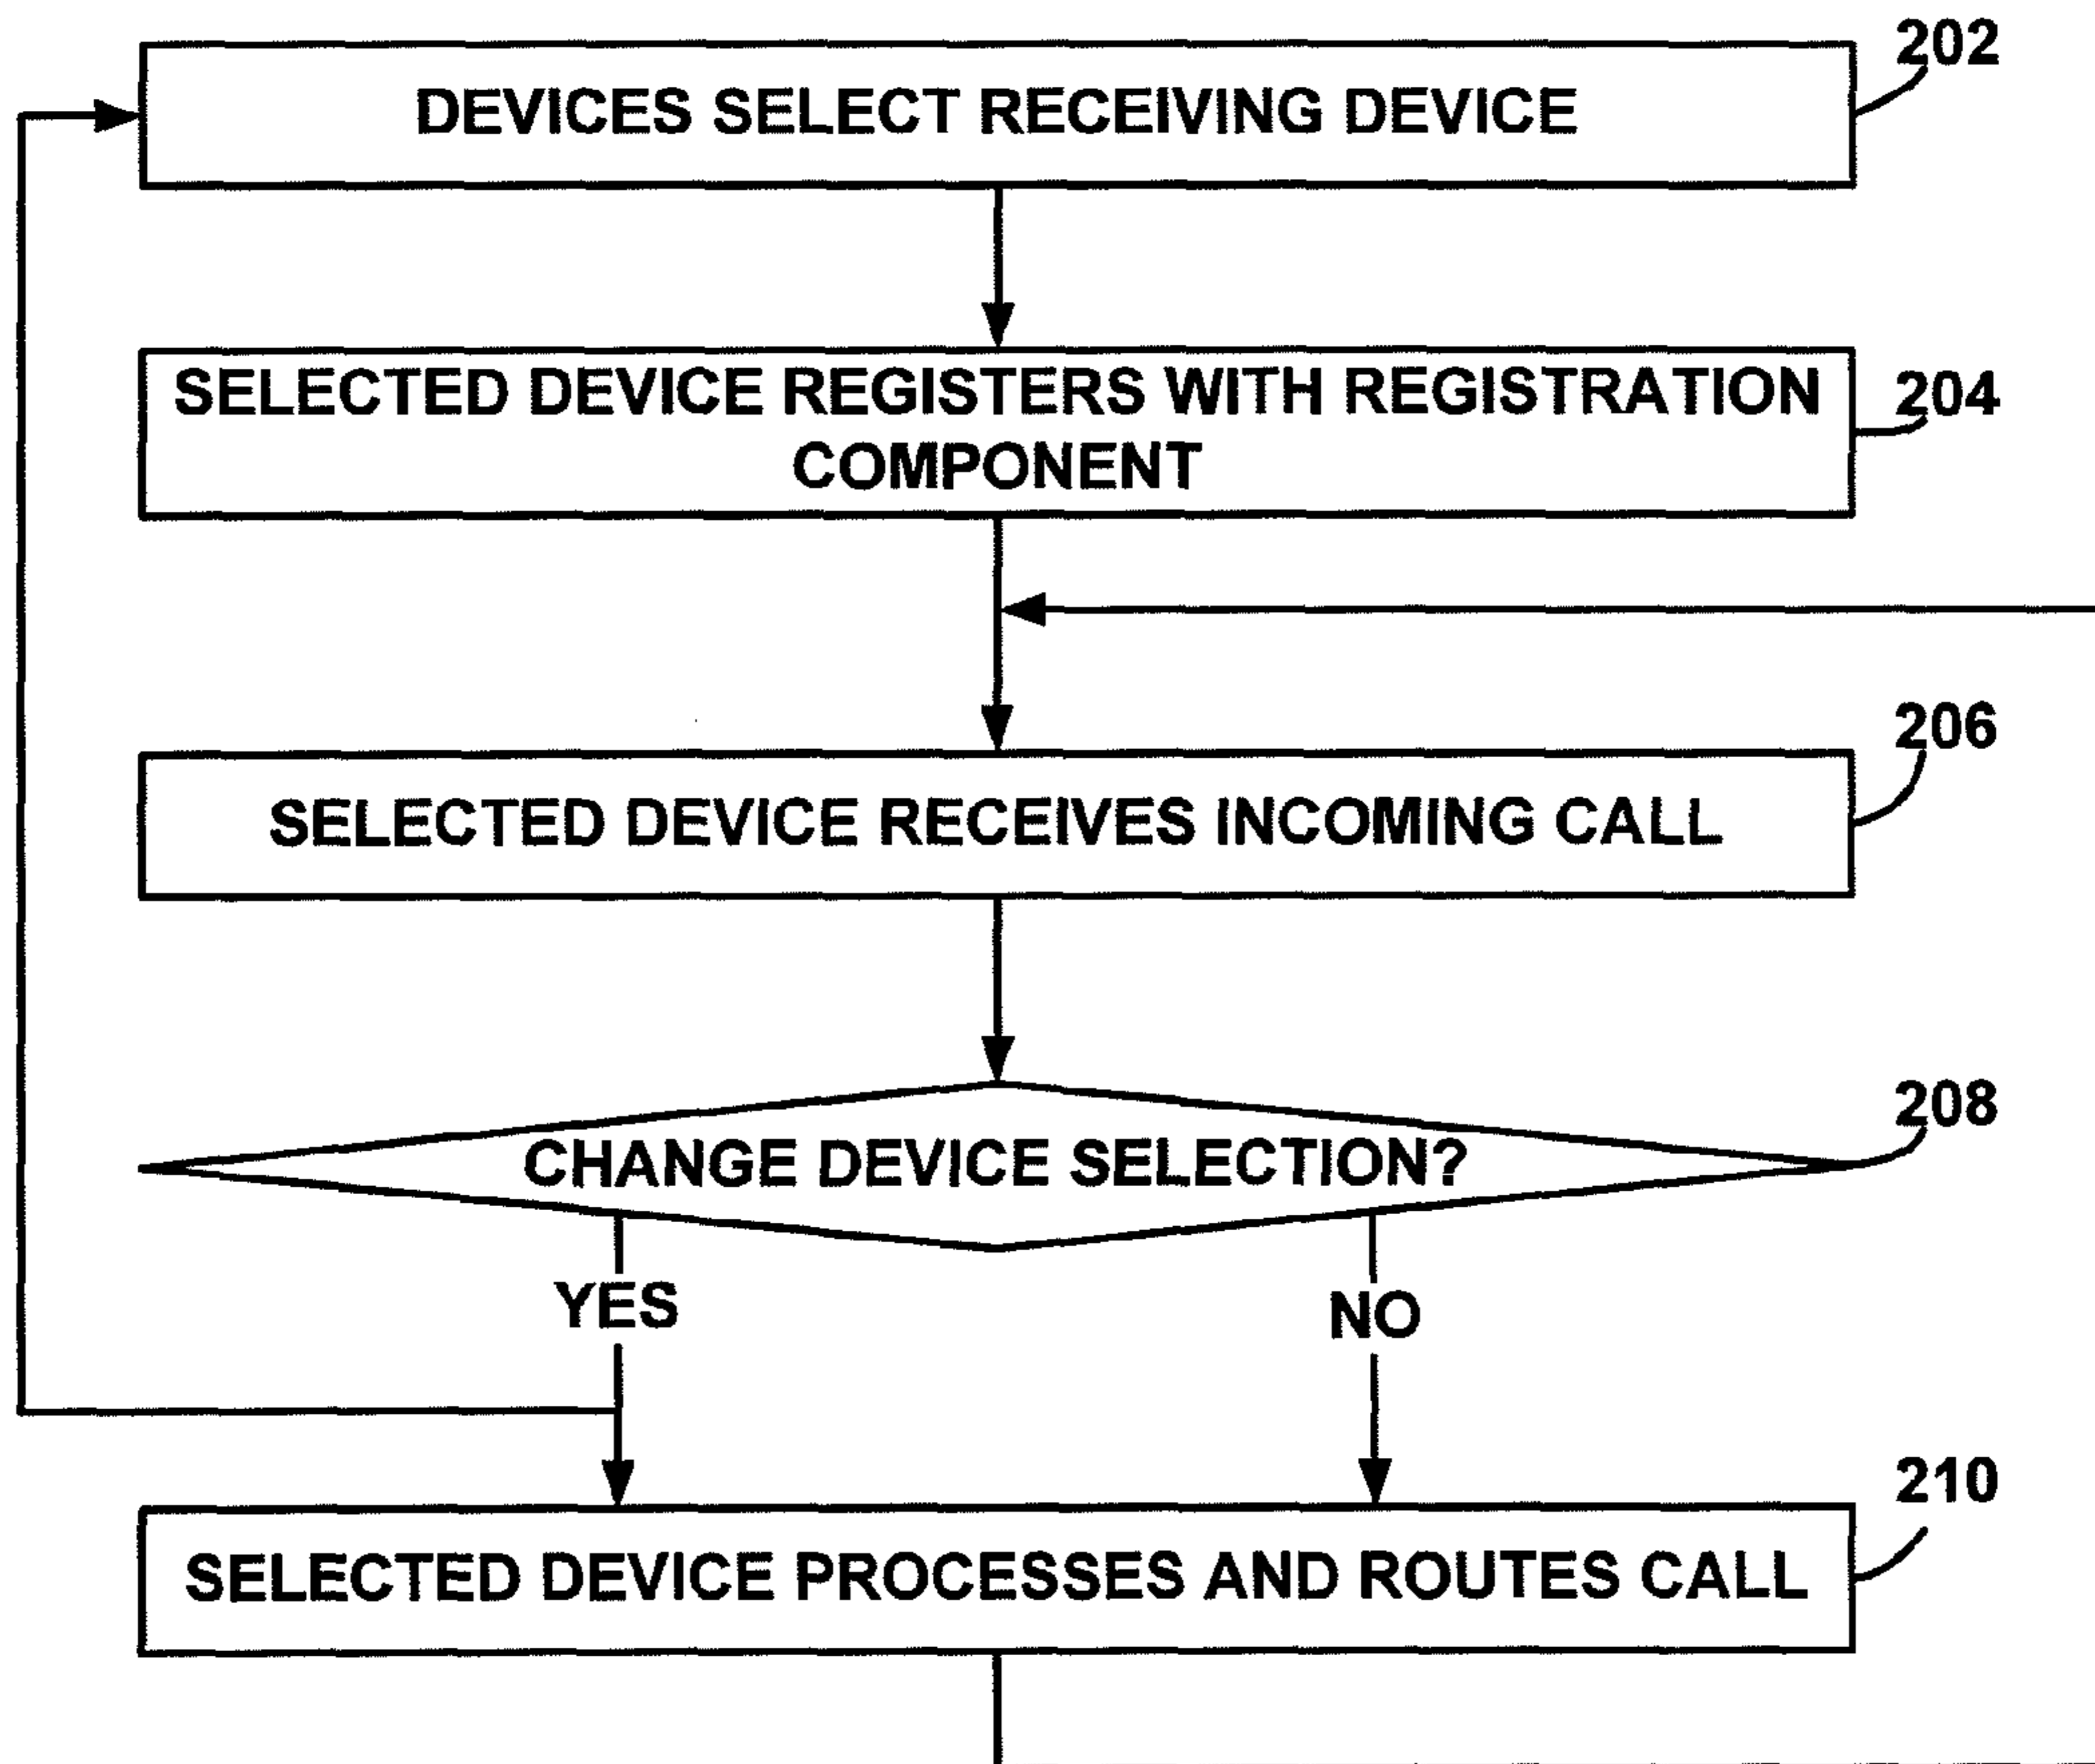 202
DEVICES SELECT RECEIVING DEVICE
SELECTED DEVICE REGISTERS WITH REGISTRATION
COMPONENT
204
206
SELECTED DEVICE RECEIVES INCOMING CALL
208
CHANGE DEVICE SELECTION?
YES
NO
210
SELECTED DEVICE PROCESSES AND ROUTES CALL